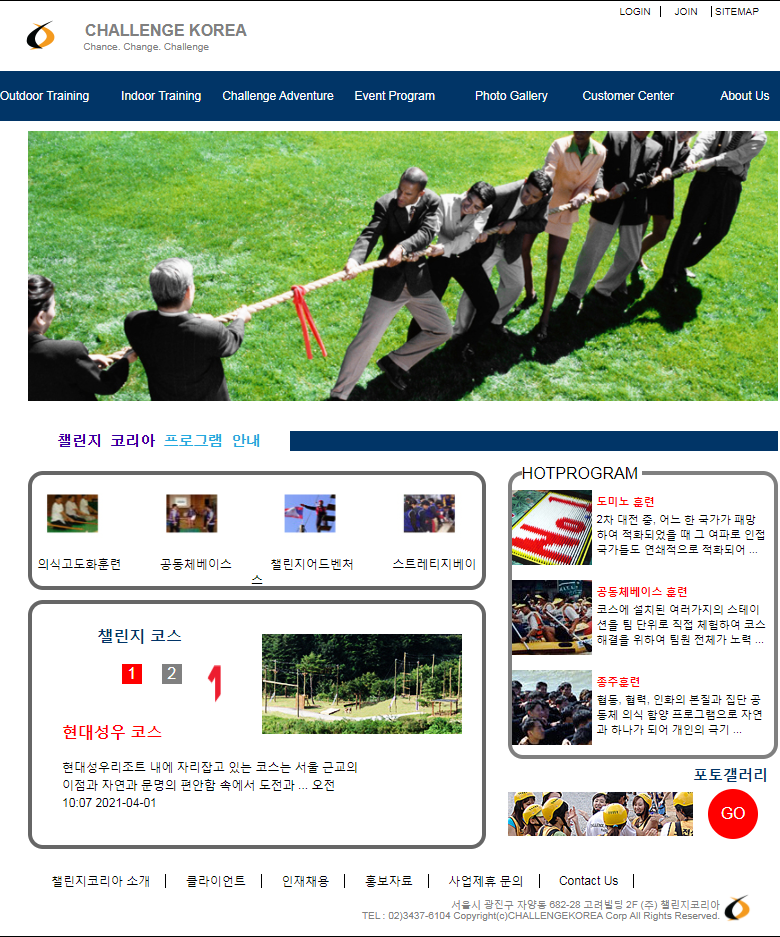 LOGIN | JOIN | SITEMAP
CHALLENGE KOREA
Chance. Change. Challenge
Outdoor Training Indoor Training Challenge Adventure Event Program Photo Gallery Customer Center About Us
챌린지 코리아 프로그램 안내
의식고도화훈련 공동체베이스 챌린지어드벤처 스트레티지베이
스
HOTPROGRAM
No1
도미노 훈련
2차 대전 중, 어느 한 국가가 패망
하여 적화되었을 때 그 여파로 인접
국가들도 연쇄적으로 적화되어 ...
공동체베이스 훈련
코스에 설치된 여러가지의 스테이
션을 팀 단위로 직접 체험하여 코스
해결을 위하여 팀원 전체가 노력 ...
종주훈련
협동, 협력, 인화의 본질과 집단 공
동체 의식 함양 프로그램으로 자연
과 하나가 되어 개인의 극기 ...
챌린지 코스
1 2 1
현대성우 코스
현대성우리조트 내에 자리잡고 있는 코스는 서울 근교의
이점과 자연과 문명의 편안함 속에서 도전과 ... 오전
10:07 2021-04-01
포토갤러리
GO
챌린지코리아 소개 | 클라이언트 | 인재채용 | 홍보자료 | 사업제휴 문의 | Contact Us |
서울시 광진구 자양동 682-28 고려빌딩 2F (주) 챌린지코리아
TEL : 02)3437-6104 Copyright(c)CHALLENGEKOREA Corp All Rights Reserved.